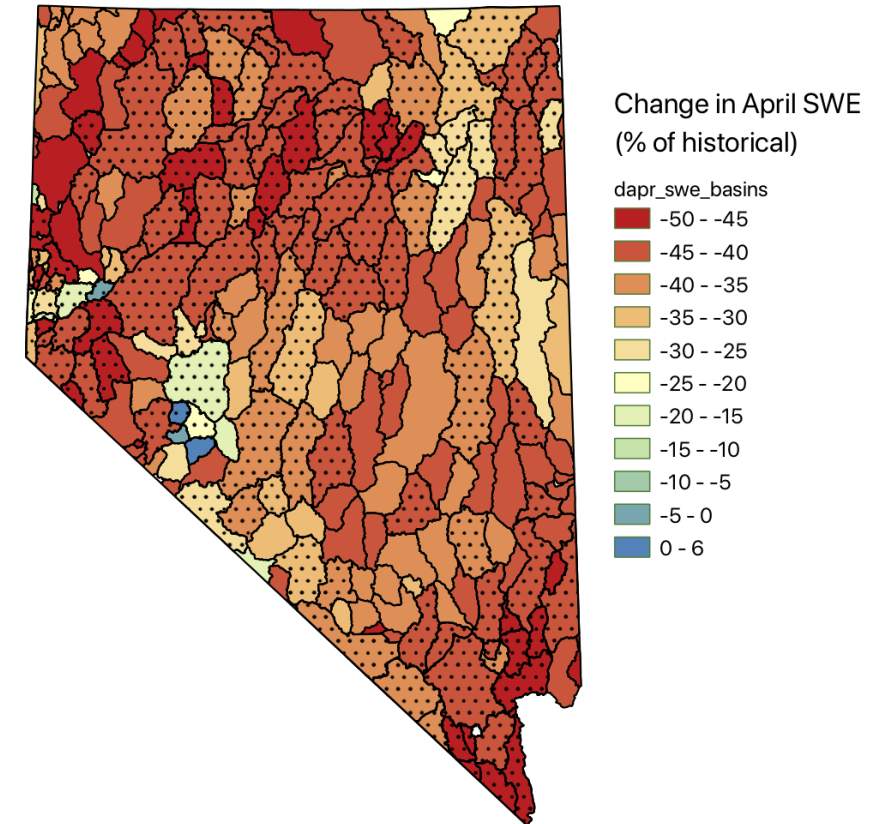 Change in April SWE
(% of historical)
dapr_swe_basins
-50 - -45
-45 - -40
-40 - -35
-35 - -30
-30 - -25
-25 - -20
-20 - -15
-15 - -10
-10 - -5
-5 - 0
0 - 6